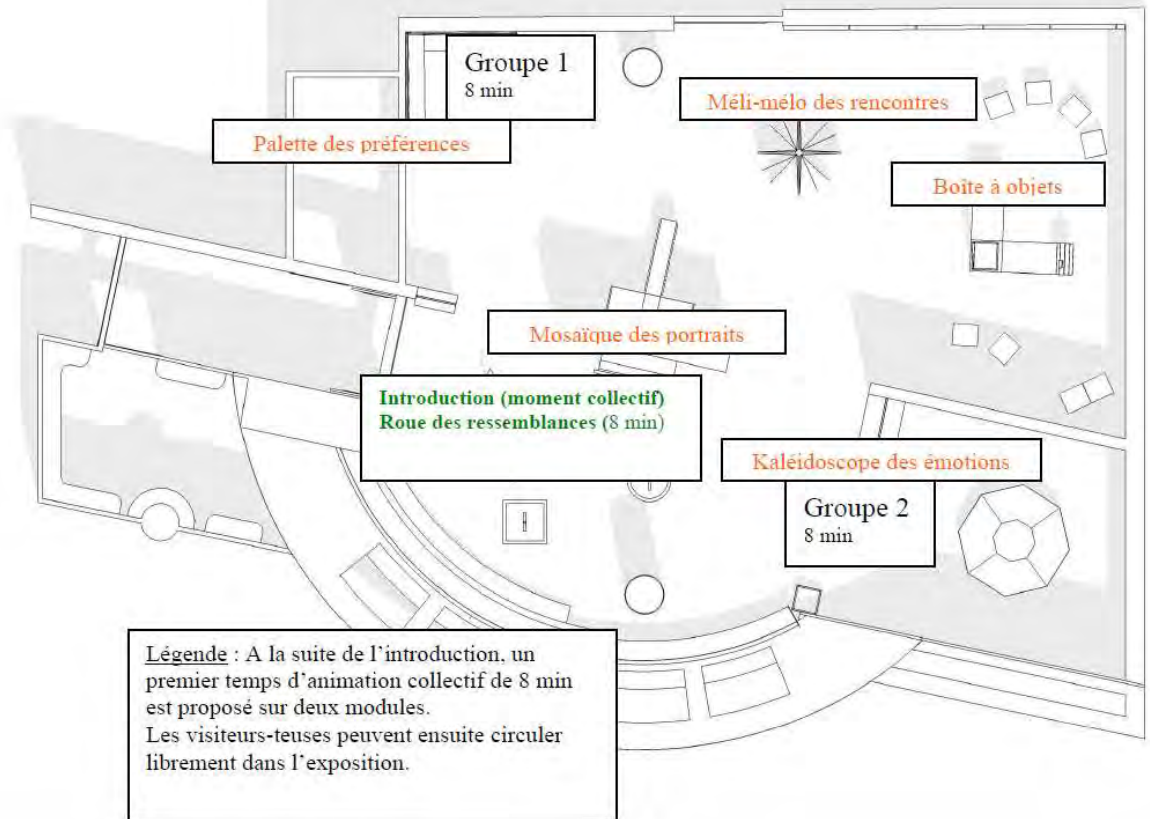 Groupe 1
8 min
Méli-mélo des rencontres
Palette des préférences
Boîte à objets
Mosaïque des portraits
Introduction (moment collectif)
Roue des ressemblances (8 min)
Kaléidoscope des émotions
Groupe 2
8 min
Légende : A la suite de l’introduction, un
premier temps d’animation collectif de 8 min
est proposé sur deux modules.
Les visiteurs-teuses peuvent ensuite circuler
librement dans l’exposition.